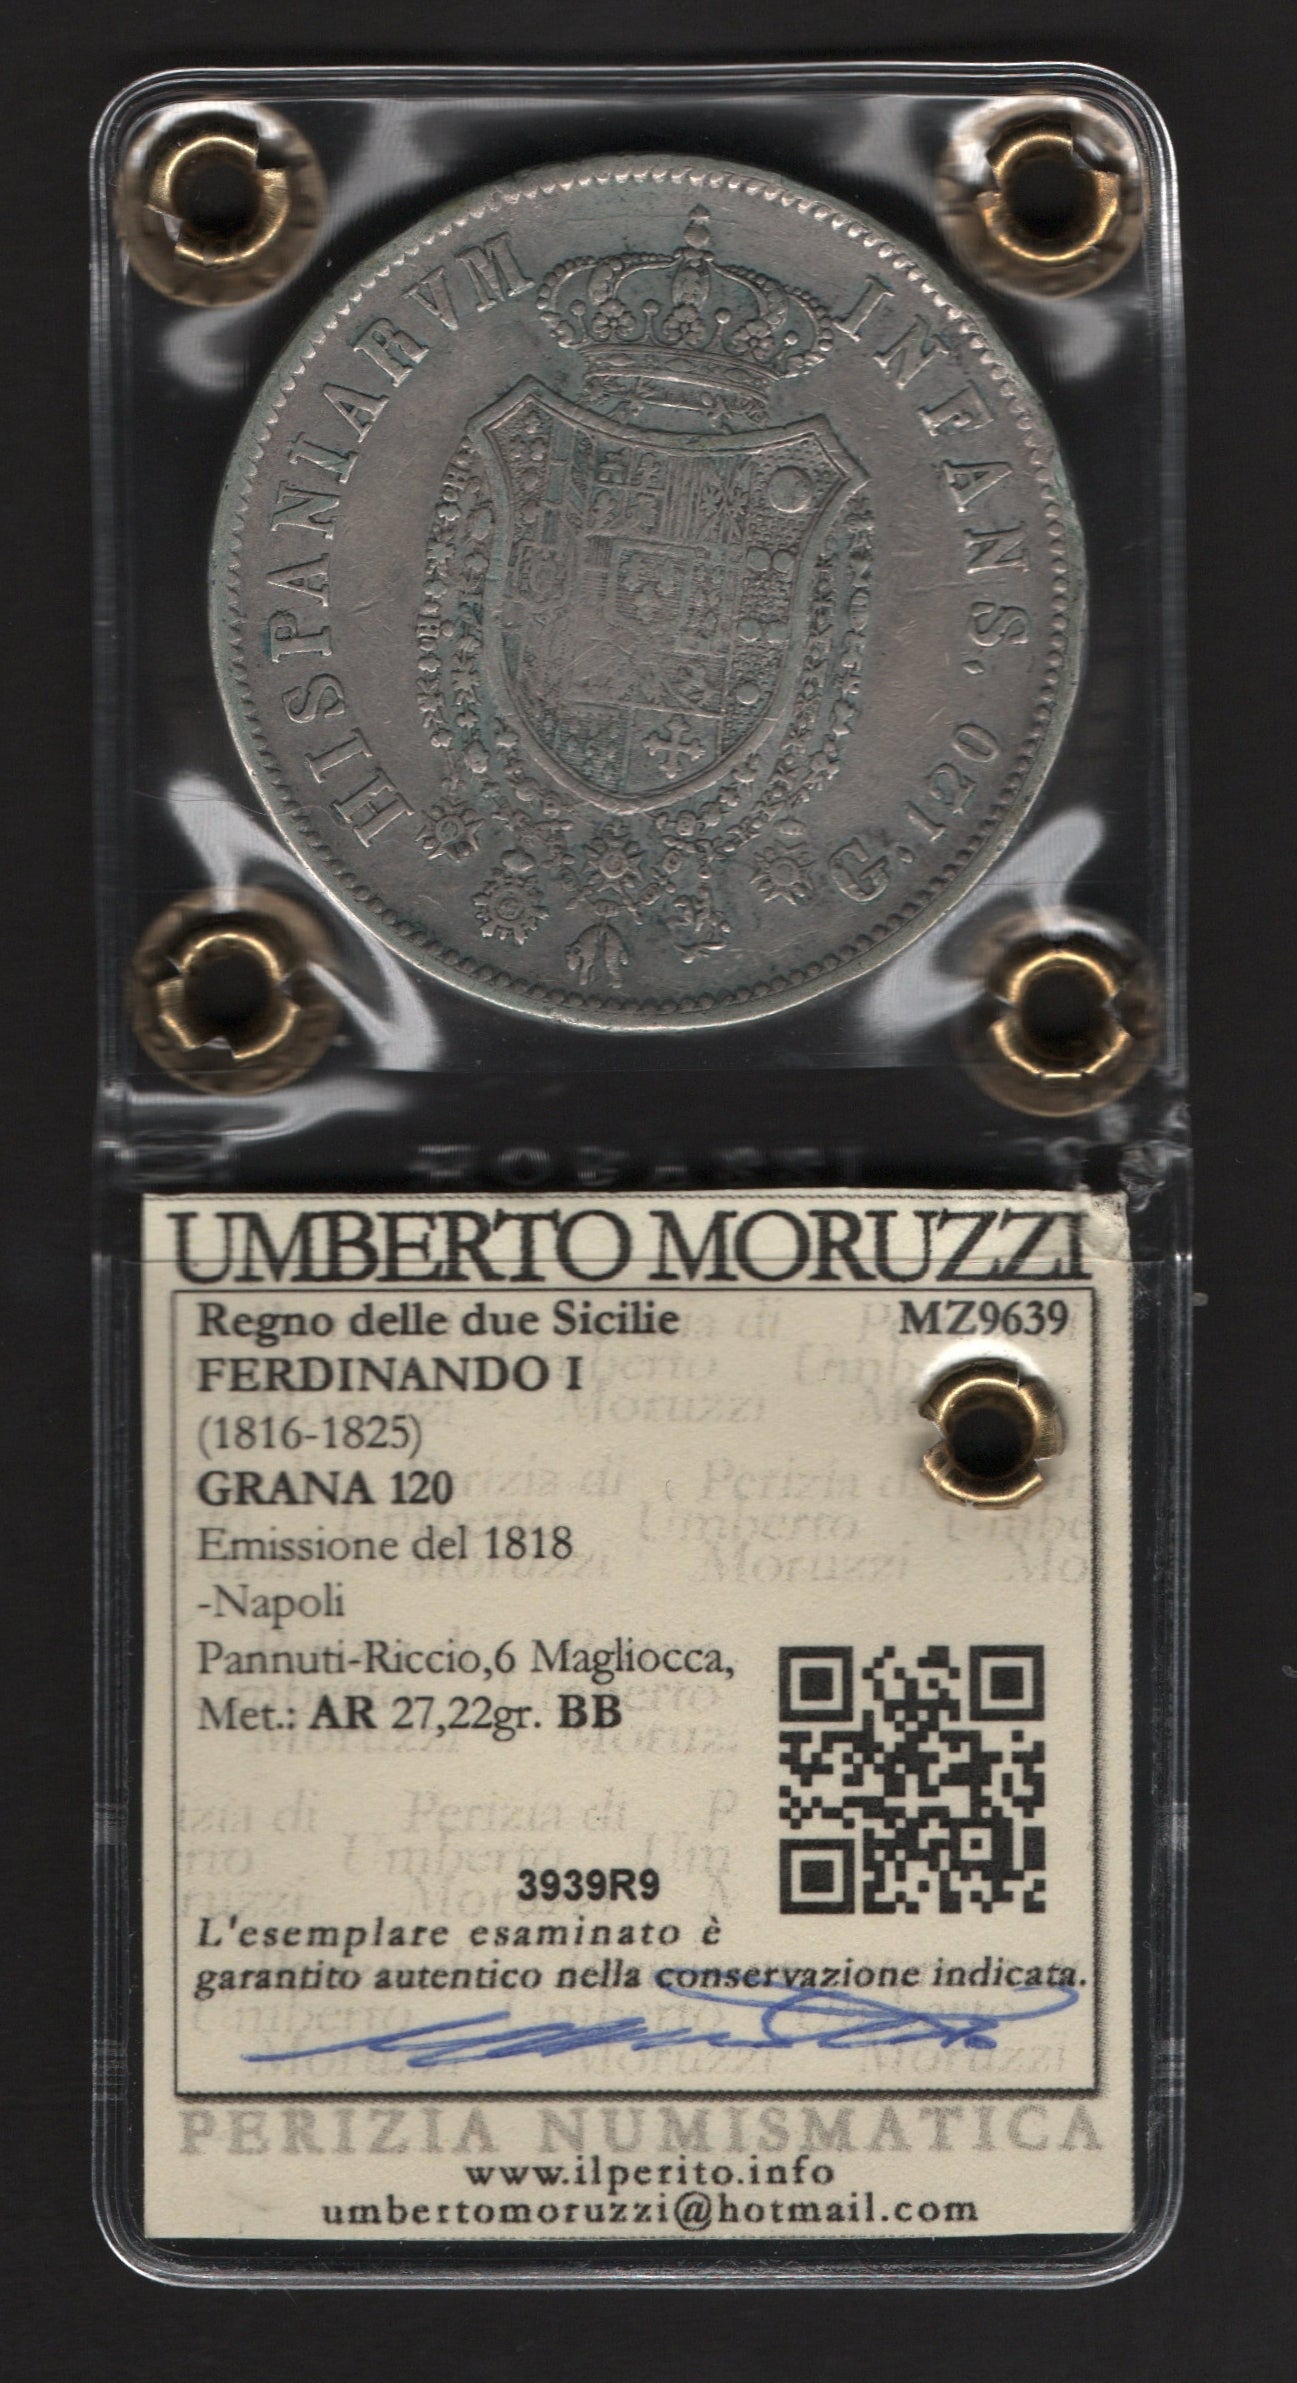 HISPANIARVM INFANS. G. 120
UMBERTO MORUZZI
Regno delle due Sicilie MZ9639
FERDINANDO I
(1816-1825)
GRANA 120
Emissione del 1818
-Napoli
Pannuti-Riccio,6 Magliocca,
Met.: AR 27,22gr. BB
3939R9
L'esemplare esaminato è
garantito autentico nella conservazione indicata.
PERIZIA NUMISMATICA
www.ilperito.info
umbertomoruzzi@hotmail.com